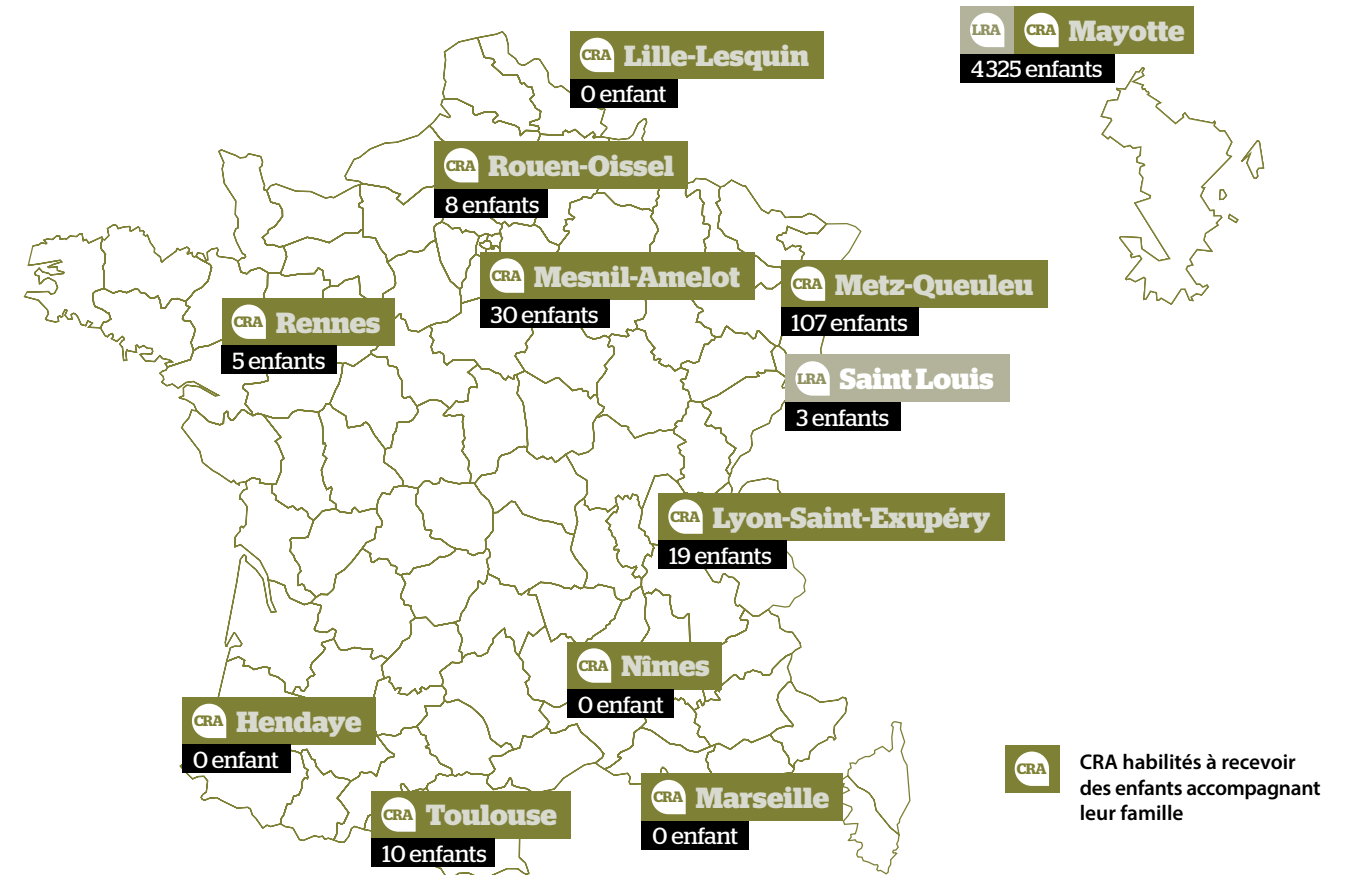 CRA Lille-Lesquin
0 enfant
LRA CRA Mayotte
4325 enfants
CRA Rouen-Oissel
8 enfants
CRA Mesnil-Amelot
30 enfants
CRA Metz-Queuleu
107 enfants
CRA Rennes
5 enfants
LRA Saint Louis
3 enfants
CRA Lyon-Saint-Exupéry
19 enfants
CRA Nîmes
0 enfant
CRA Hendaye
0 enfant
CRA Marseille
0 enfant
CRA Toulouse
10 enfants
CRA
CRA habilités à recevoir
des enfants accompagnant
leur famille